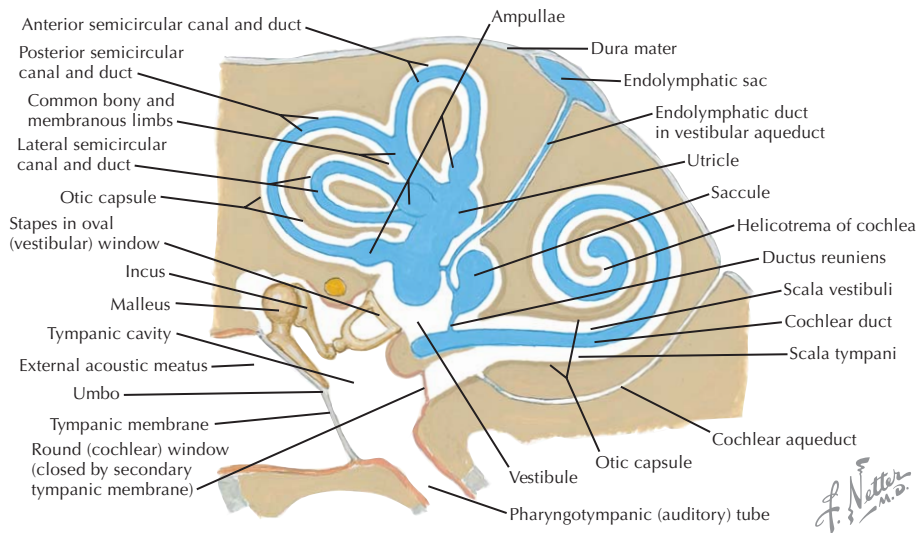 Anterior semicircular canal and duct
Posterior semicircular
canal and duct
Common bony and
membranous limbs
Lateral semicircular
canal and duct
Otic capsule
Stapes in oval
(vestibular) window
Incus
Malleus
Tympanic cavity
External acoustic meatus
Umbo
Tympanic membrane
Round (cochlear) window
(closed by secondary
tympanic membrane)
Ampullae
Dura mater
Endolymphatic sac
Endolymphatic duct
in vestibular aqueduct
Utricle
Saccule
Helicotrema of cochlea
Ductus reuniens
Scala vestibuli
Cochlear duct
Scala tympani
Cochlear aqueduct
Otic capsule
Vestibule
Pharyngotympanic (auditory) tube
F. Netter
M.D.